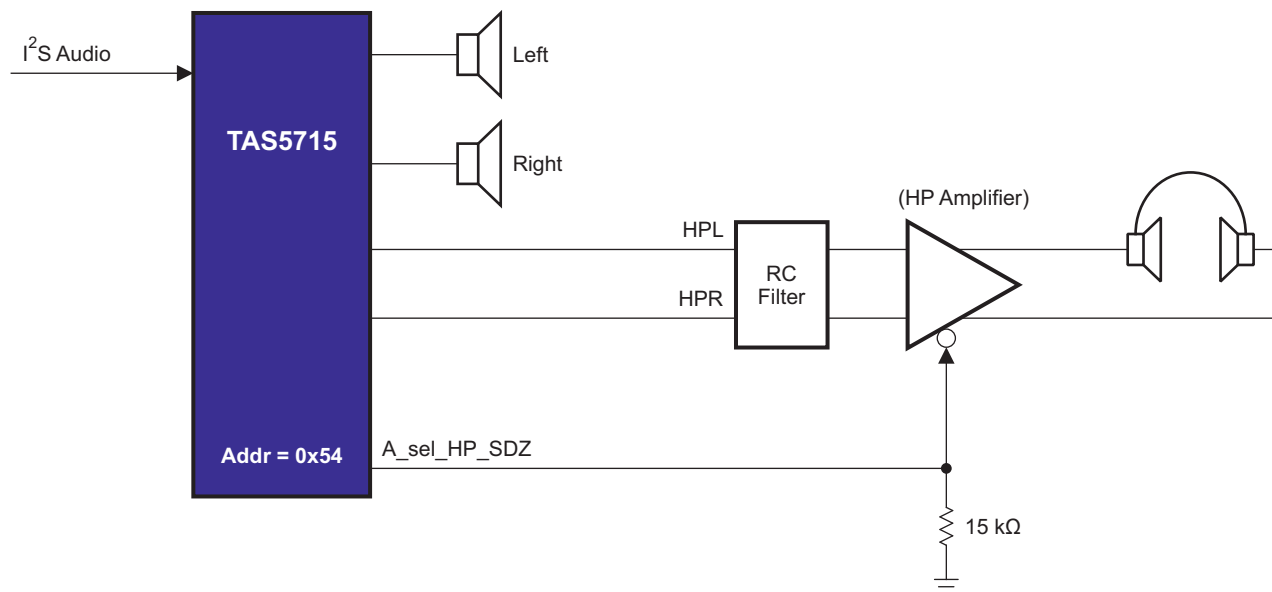 I²S Audio
Left
TAS5715
Right
(HP Amplifier)
HPL
RC
Filter
HPR
A_sel_HP_SDZ
Addr = 0x54
15 kΩ